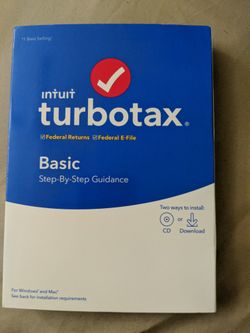 #1 Best Selling
intuit
turbotax®
Federal Returns Federal E-File
Basic
Step-By-Step Guidance
Two ways to install:
or
CD Download
For Windows® and Mac®
See back for installation requirements